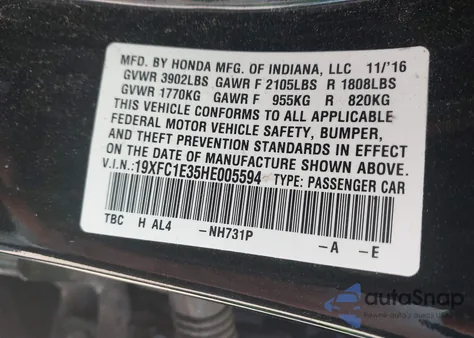 MFD. BY HONDA MFG. OF INDIANA, LLC 11/'16
GVWR 3902LBS GAWR F 2105LBS R 1808LBS
GVWR 1770KG GAWR F 955KG R 820KG
THIS VEHICLE CONFORMS TO ALL APPLICABLE
FEDERAL MOTOR VEHICLE SAFETY, BUMPER,
AND THEFT PREVENTION STANDARDS IN EFFECT
ON THE DATE OF MANUFACTURE SHOWN ABOVE.
V.I.N.: 19XFC1E35HE005594 TYPE: PASSENGER CAR
TBC H AL4 -NH731P -A -E
autoSnap